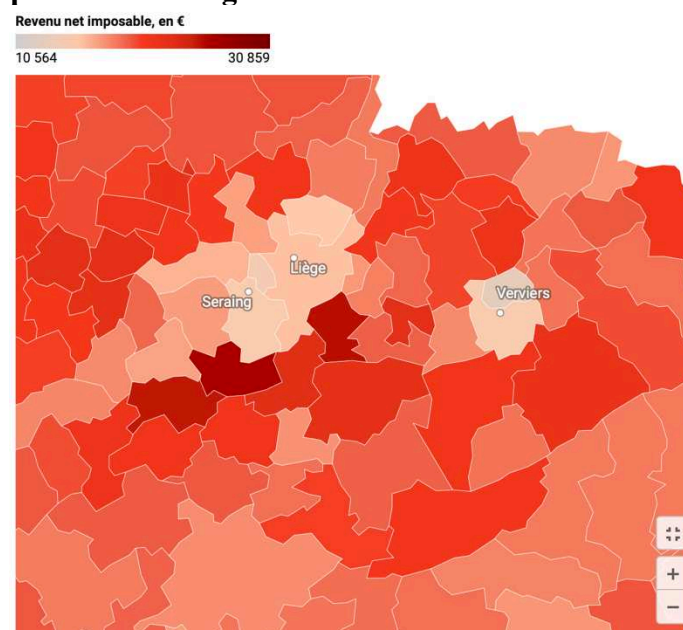 Revenu net imposable, en €
10 564 30 859
Liège
Seraing
Verviers
+
−